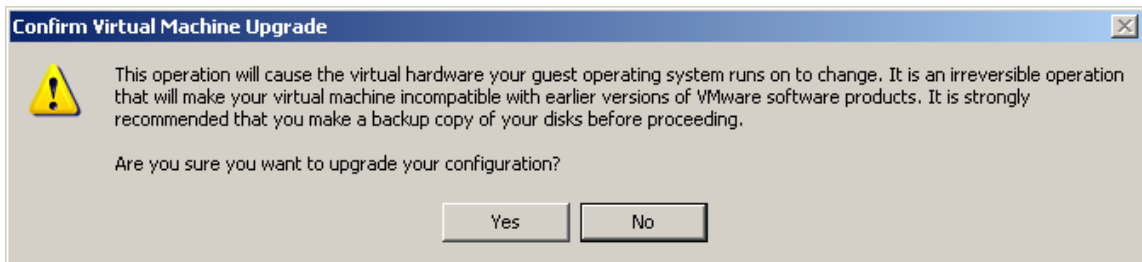 Confirm Virtual Machine Upgrade
This operation will cause the virtual hardware your guest operating system runs on to change. It is an irreversible operation
that will make your virtual machine incompatible with earlier versions of VMware software products. It is strongly
recommended that you make a backup copy of your disks before proceeding.
Are you sure you want to upgrade your configuration?
Yes
No